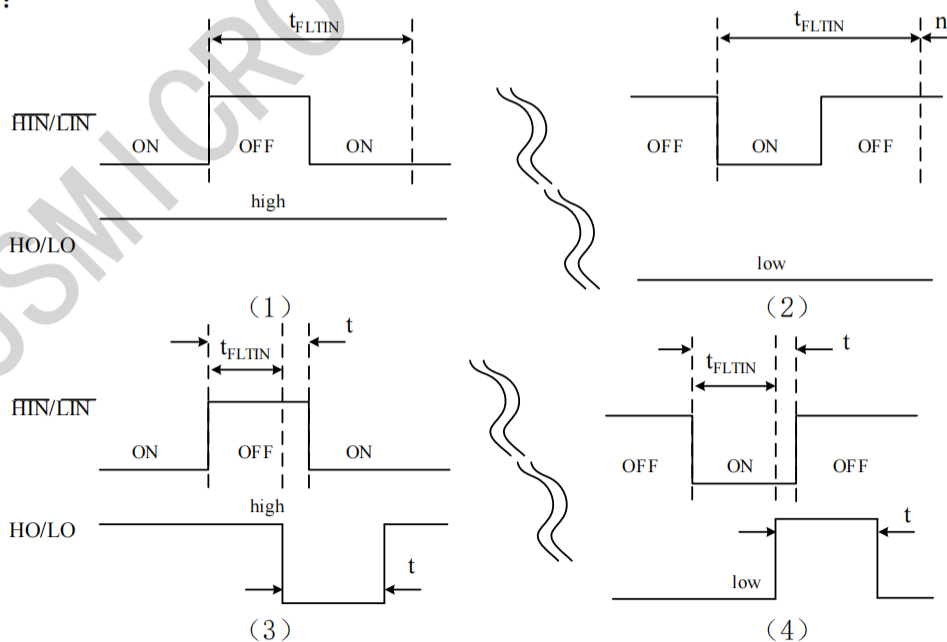 tFLTIN
HIN/LIN
ON OFF ON
high
HO/LO
(1)
tFLTIN n
OFF ON OFF
low
(2)
t
tFLTIN
HIN/LIN
ON OFF ON
high
HO/LO
t
(3)
t
tFLTIN
OFF ON OFF
t
low
(4)
OSMICRO